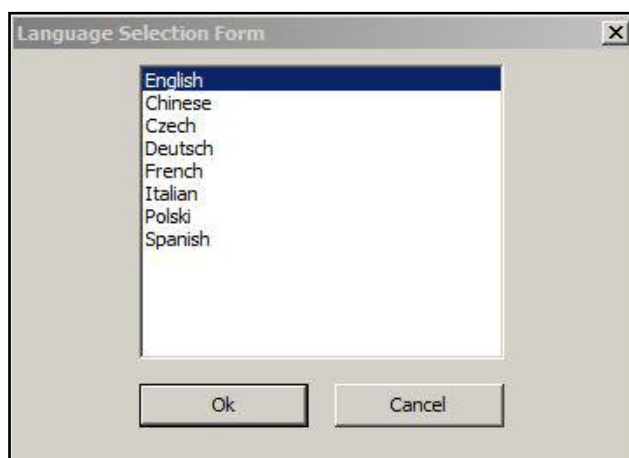 Language Selection Form
English
Chinese
Czech
Deutsch
French
Italian
Polski
Spanish
Ok
Cancel